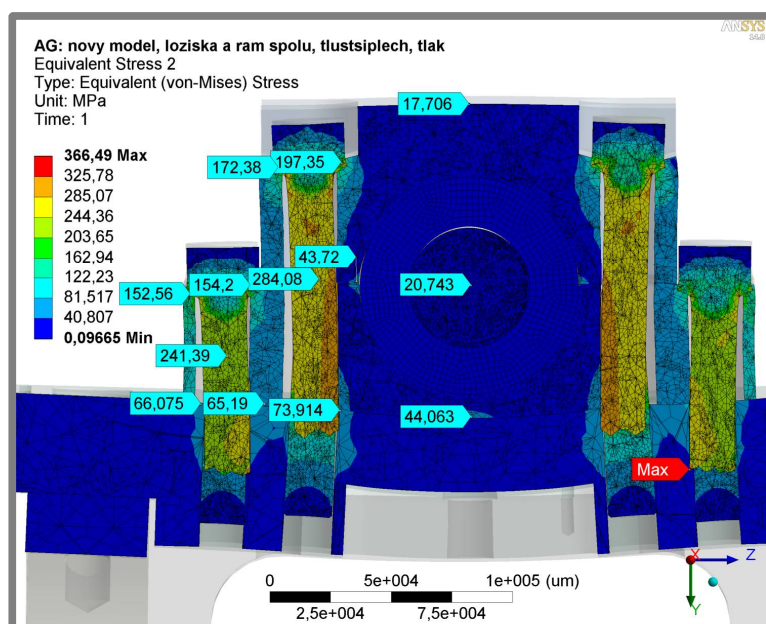 ANSYS
14.0
AG: novy model, loziska a ram spolu, tlustsiplech, tlak
Equivalent Stress 2
Type: Equivalent (von-Mises) Stress
Unit: MPa
Time: 1
366,49 Max
325,78
285,07
244,36
203,65
162,94
122,23
81,517
40,807
0,09665 Min
17,706
172,38
197,35
43,72
284,08
20,743
152,56
154,2
241,39
66,075
65,19
73,914
44,063
Max
X
Z
Y
0
5e+004
1e+005 (um)
2,5e+004
7,5e+004